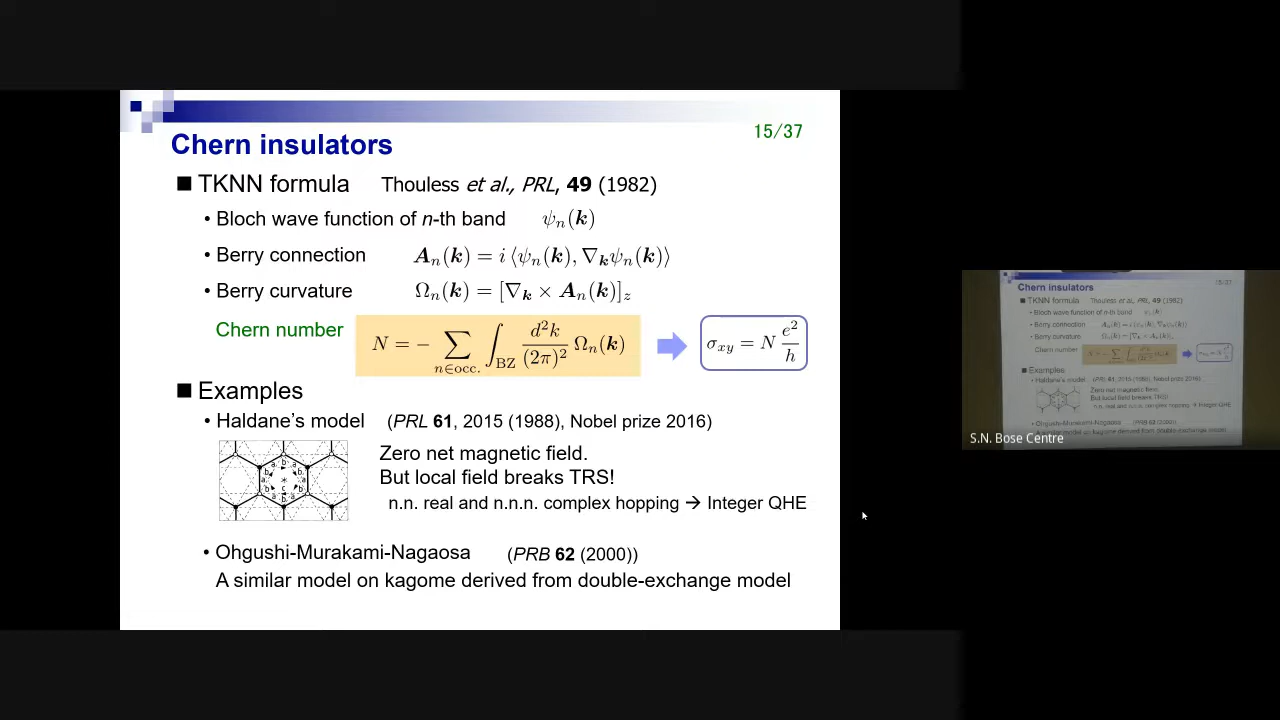 15/37
Chern insulators
■ TKNN formula Thouless et al., PRL, 49 (1982)
• Bloch wave function of n-th band ψₙ(k)
• Berry connection Aₙ(k) = i ⟨ψₙ(k), ∇ₖψₙ(k)⟩
• Berry curvature Ωₙ(k) = [∇ₖ × Aₙ(k)]_z
Chern number N = − ∑_{n∈occ.} ∫_BZ d²k/(2π)² Ωₙ(k) σ_xy = N e²/h
■ Examples
• Haldane's model (PRL 61, 2015 (1988), Nobel prize 2016)
Zero net magnetic field.
But local field breaks TRS!
n.n. real and n.n.n. complex hopping → Integer QHE
• Ohgushi-Murakami-Nagaosa (PRB 62 (2000))
A similar model on kagome derived from double-exchange model
S.N. Bose Centre